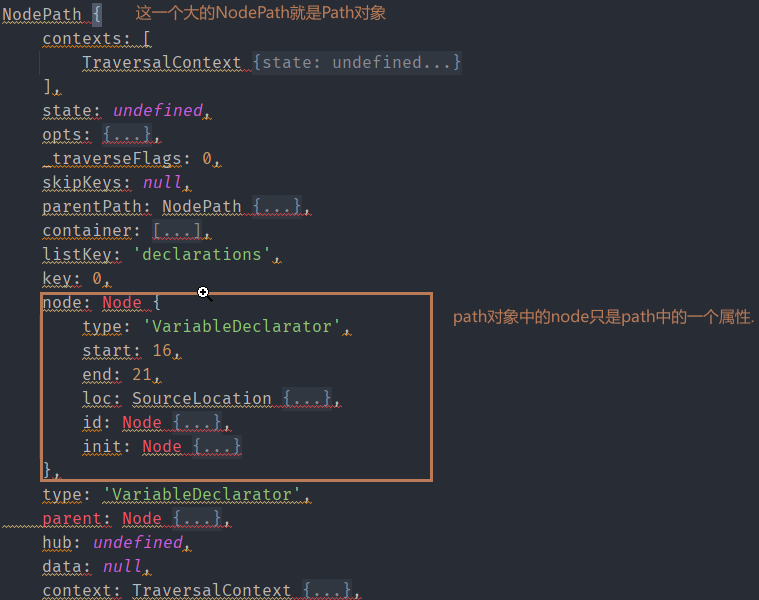 NodePath {
这一个大的NodePath就是Path对象
contexts: [
TraversalContext {state: undefined...}
],
state: undefined,
opts: {...},
_traverseFlags: 0,
skipKeys: null,
parentPath: NodePath {...},
container: [...],
listKey: 'declarations',
key: 0,
node: Node {
type: 'VariableDeclarator',
path对象中的node只是path中的一个属性.
start: 16,
end: 21,
loc: SourceLocation {...},
id: Node {...},
init: Node {...}
},
type: 'VariableDeclarator',
parent: Node {...},
hub: undefined,
data: null,
context: TraversalContext {...},